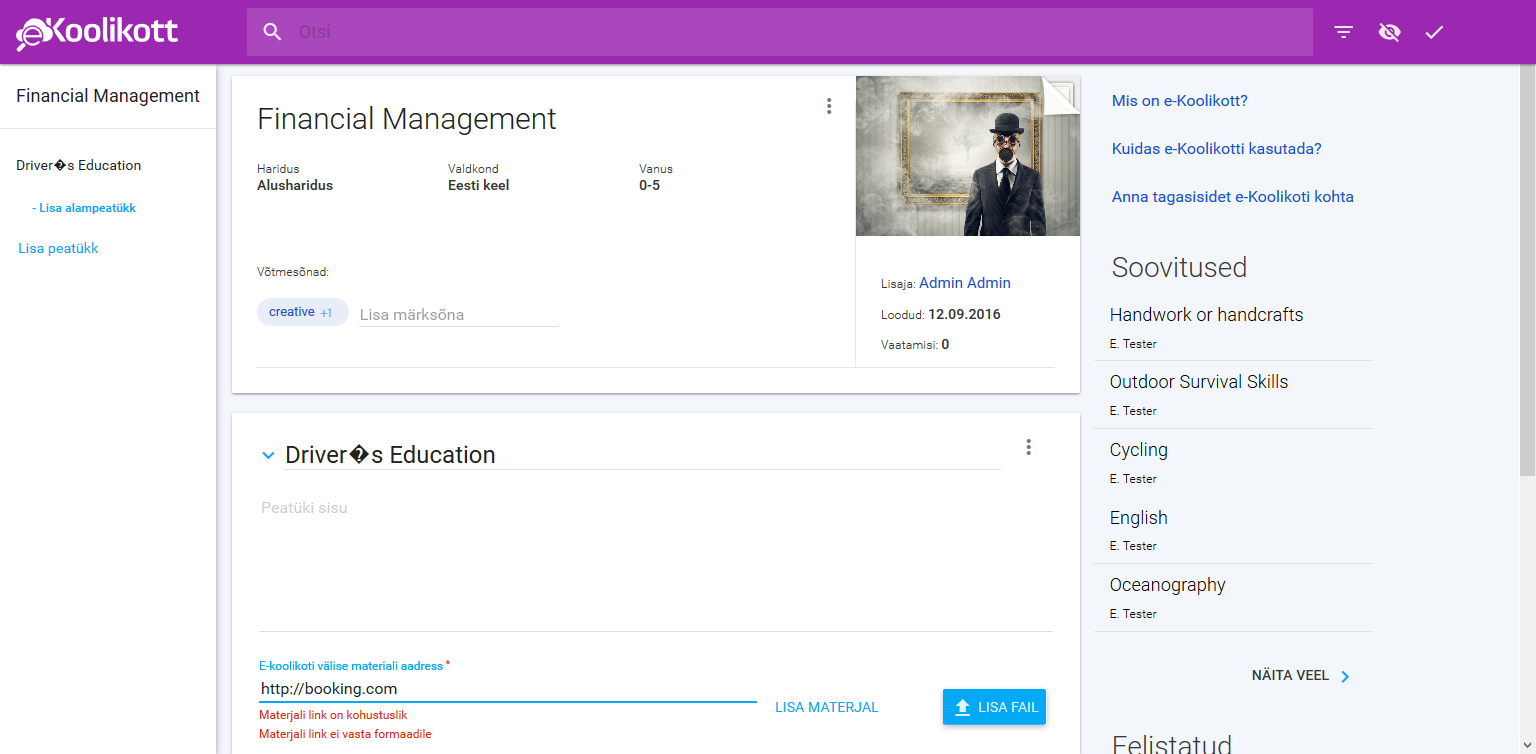 eKoolikott
Otsi
Financial Management
Driver�s Education
- Lisa alampeatükk
Lisa peatükk
Financial Management
Haridus
Alusharidus
Valdkond
Eesti keel
Vanus
0-5
Võtmesõnad:
creative +1
Lisa märksõna
Lisaja: Admin Admin
Loodud: 12.09.2016
Vaatamisi: 0
Driver�s Education
Peatüki sisu
E-koolikoti välise materiali aadress *
http://booking.com
Materjali link on kohustuslik
Materjali link ei vasta formaadile
LISA MATERJAL
LISA FAIL
Mis on e-Koolikott?
Kuidas e-Koolikotti kasutada?
Anna tagasisidet e-Koolikoti kohta
Soovitused
Handwork or handcrafts
E. Tester
Outdoor Survival Skills
E. Tester
Cycling
E. Tester
English
E. Tester
Oceanography
E. Tester
NÄITA VEEL
Eelistatud